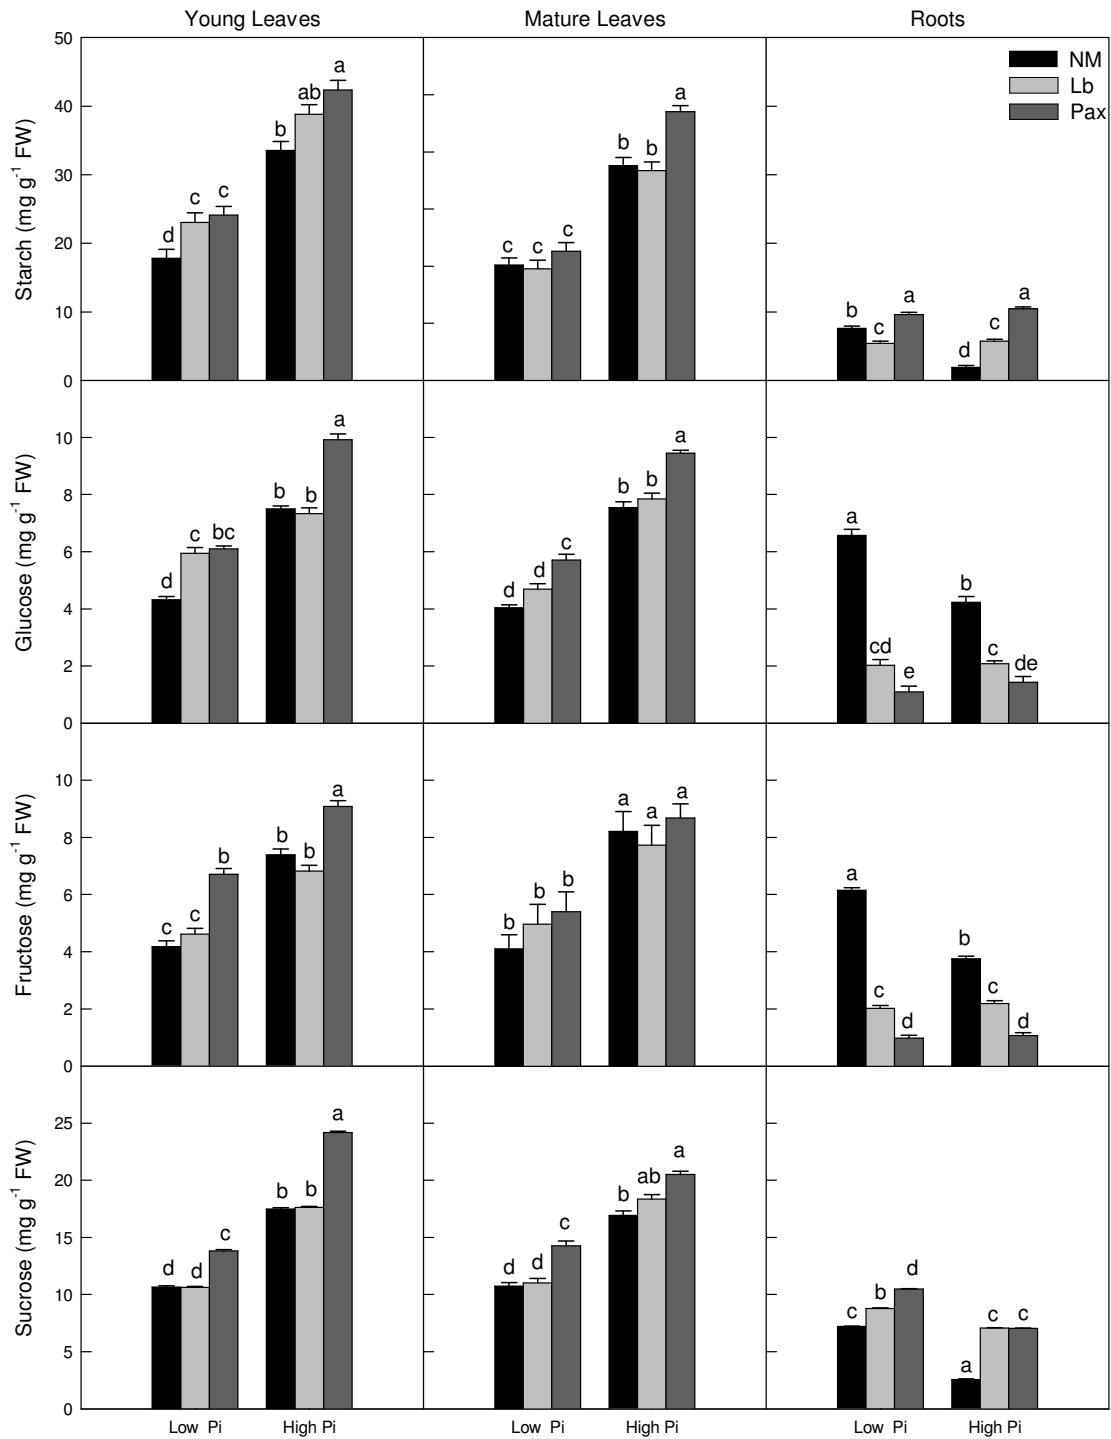 Young Leaves Mature Leaves Roots
50
40
30
20
10
0
Starch (mg g-1 FW)
d c c b ab a
c c c b b a
b c a d c a
NM
Lb
Pax
10
8
6
4
2
0
Glucose (mg g-1 FW)
d c bc b b a
d d c b b a
a cd e b c de
10
8
6
4
2
0
Fructose (mg g-1 FW)
c c b b b a
b b b a a a
a c d b c d
25
20
15
10
5
0
Sucrose (mg g-1 FW)
d d c b b a
d d c b ab a
c b d a c c
Low Pi High Pi Low Pi High Pi Low Pi High Pi